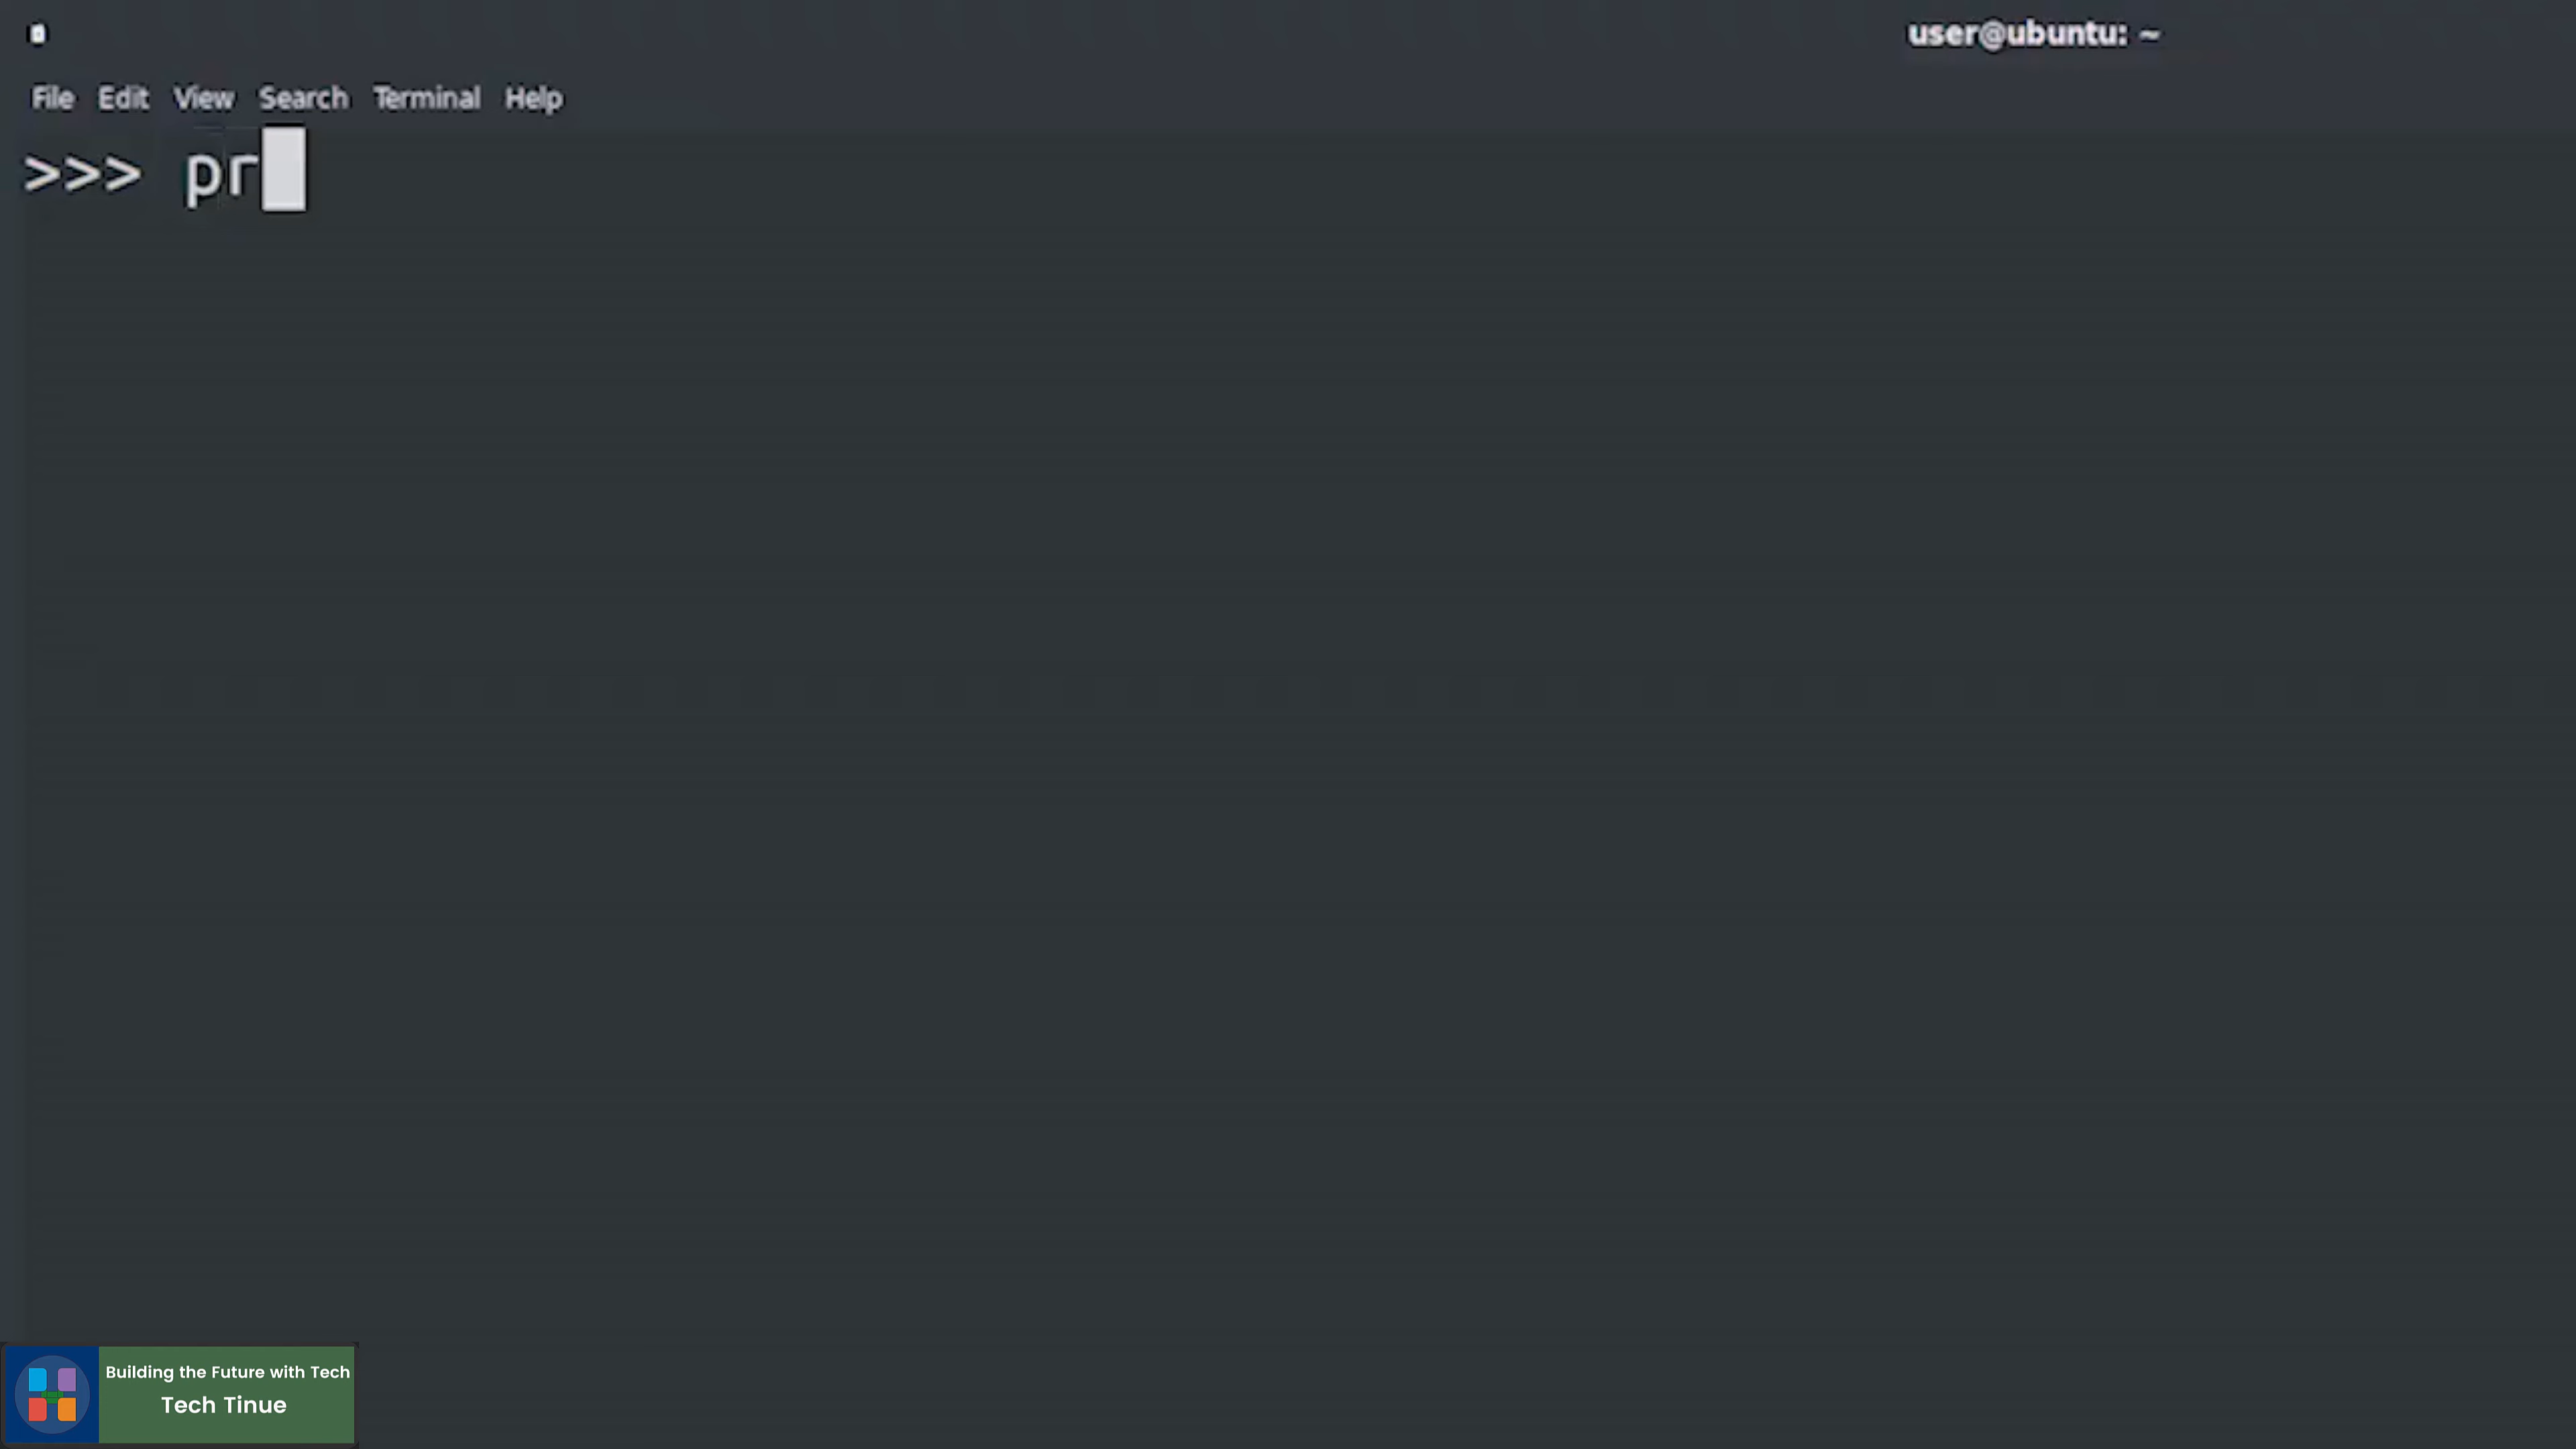 user@ubuntu: ~
File Edit View Search Terminal Help
>>> pr
Building the Future with Tech
Tech Tinue